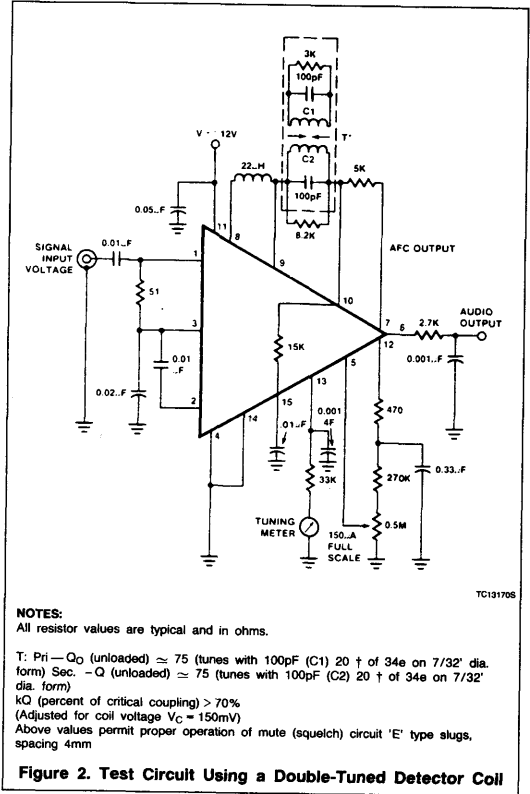 3K
100pF
C1
V + 12V
T*
22..H
C2
5K
0.05..F
100pF
8.2K
11
8
0.01..F
AFC OUTPUT
SIGNAL
INPUT
VOLTAGE
1
9
51
10
AUDIO
OUTPUT
3
7
6
2.7K
15K
12
0.01
..F
5
0.001..F
13
0.02..F
2
15
470
14
.01..F
0.001
4F
4
33K
270K
0.33..F
TUNING
METER
150..A
FULL
SCALE
0.5M
TC13170S
NOTES:
All resistor values are typical and in ohms.
T: Pri—QO (unloaded) ≃ 75 (tunes with 100pF (C1) 20 † of 34e on 7/32' dia.
form) Sec. -Q (unloaded) ≃ 75 (tunes with 100pF (C2) 20 † of 34e on 7/32'
dia. form)
kQ (percent of critical coupling) > 70%
(Adjusted for coil voltage VC = 150mV)
Above values permit proper operation of mute (squelch) circuit 'E' type slugs,
spacing 4mm
Figure 2. Test Circuit Using a Double-Tuned Detector Coil